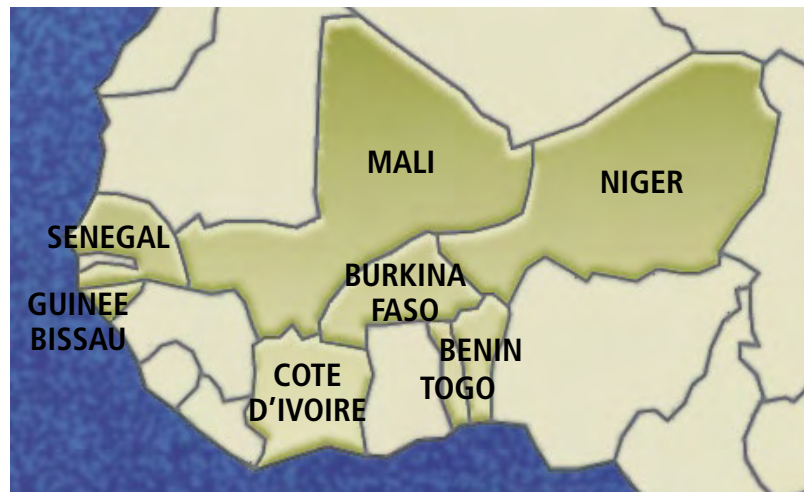 MALI
NIGER
SENEGAL
GUINEE
BISSAU
BURKINA
FASO
BENIN
TOGO
COTE
D'IVOIRE